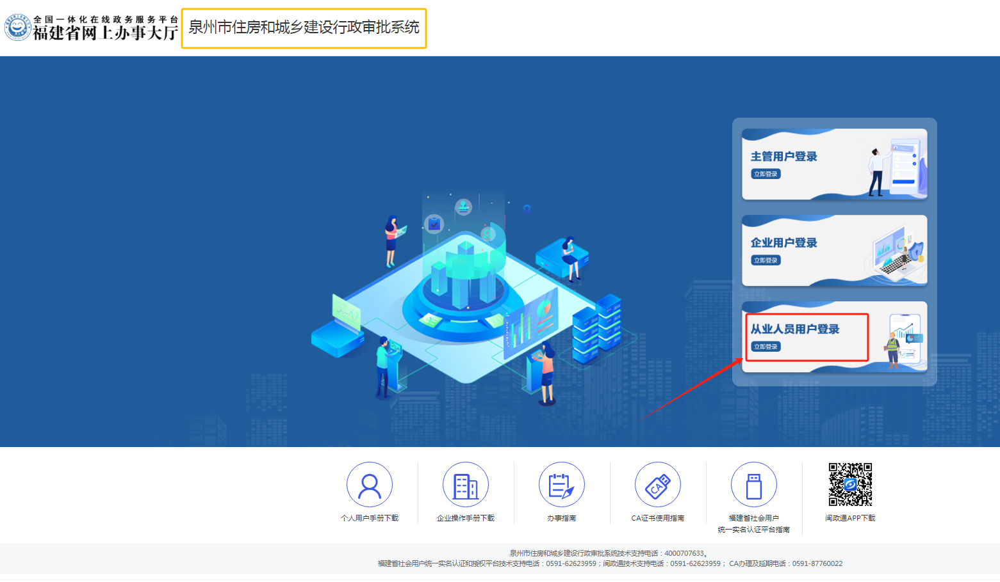 全国一体化在线政务服务平台
福建省网上办事大厅
泉州市住房和城乡建设行政审批系统
主管用户登录
立即登录
企业用户登录
立即登录
从业人员用户登录
立即登录
个人用户手册下载
企业操作手册下载
办事指南
CA
CA证书使用指南
福建省社会用户
统一实名认证平台指南
闽政通APP下载
泉州市住房和城乡建设行政审批系统技术支持电话：4000707633。
福建省社会用户统一实名认证和授权平台技术支持电话：0591-62623959；闽政通技术支持电话：0591-62623959； CA办理及延期电话：0591-87760022